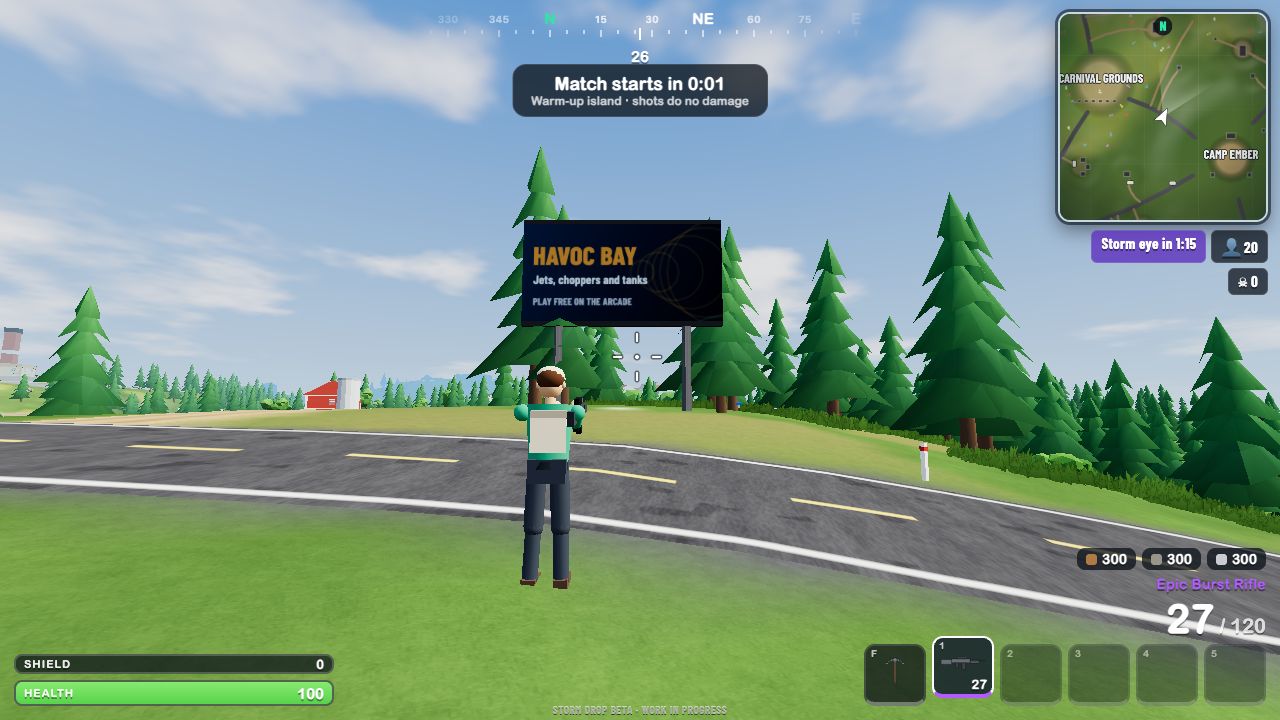 330 345 N 15 30 NE 60 75 E
26
Match starts in 0:01
Warm-up island · shots do no damage
N
CARNIVAL GROUNDS
CAMP EMBER
Storm eye in 1:15
20
0
HAVOC BAY
Jets, choppers and tanks
PLAY FREE ON THE ARCADE
300 300 300
Epic Burst Rifle
27 / 120
F 1 2 3 4 5
27
SHIELD 0
HEALTH 100
STORM DROP BETA - WORK IN PROGRESS